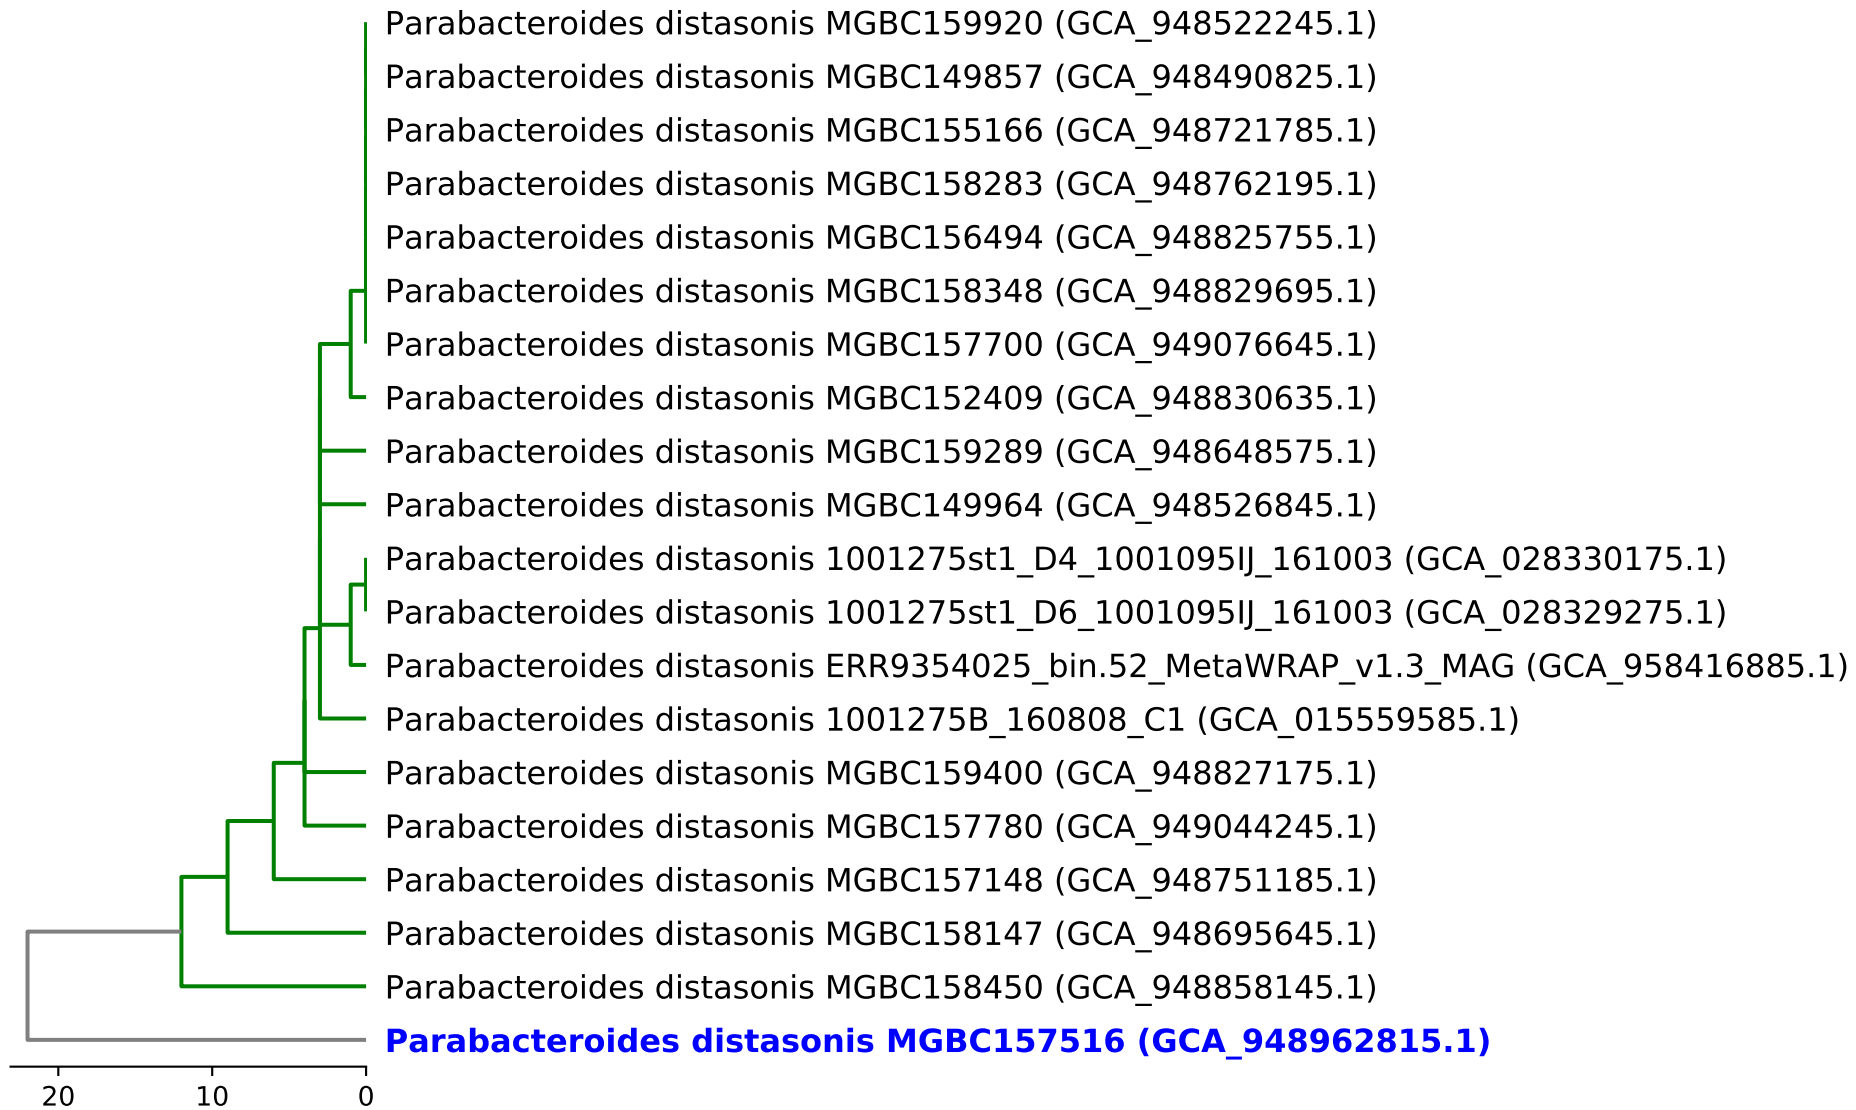 Parabacteroides distasonis MGBC159920 (GCA_948522245.1)
Parabacteroides distasonis MGBC149857 (GCA_948490825.1)
Parabacteroides distasonis MGBC155166 (GCA_948721785.1)
Parabacteroides distasonis MGBC158283 (GCA_948762195.1)
Parabacteroides distasonis MGBC156494 (GCA_948825755.1)
Parabacteroides distasonis MGBC158348 (GCA_948829695.1)
Parabacteroides distasonis MGBC157700 (GCA_949076645.1)
Parabacteroides distasonis MGBC152409 (GCA_948830635.1)
Parabacteroides distasonis MGBC159289 (GCA_948648575.1)
Parabacteroides distasonis MGBC149964 (GCA_948526845.1)
Parabacteroides distasonis 1001275st1_D4_1001095IJ_161003 (GCA_028330175.1)
Parabacteroides distasonis 1001275st1_D6_1001095IJ_161003 (GCA_028329275.1)
Parabacteroides distasonis ERR9354025_bin.52_MetaWRAP_v1.3_MAG (GCA_958416885.1)
Parabacteroides distasonis 1001275B_160808_C1 (GCA_015559585.1)
Parabacteroides distasonis MGBC159400 (GCA_948827175.1)
Parabacteroides distasonis MGBC157780 (GCA_949044245.1)
Parabacteroides distasonis MGBC157148 (GCA_948751185.1)
Parabacteroides distasonis MGBC158147 (GCA_948695645.1)
Parabacteroides distasonis MGBC158450 (GCA_948858145.1)
Parabacteroides distasonis MGBC157516 (GCA_948962815.1)
20 10 0